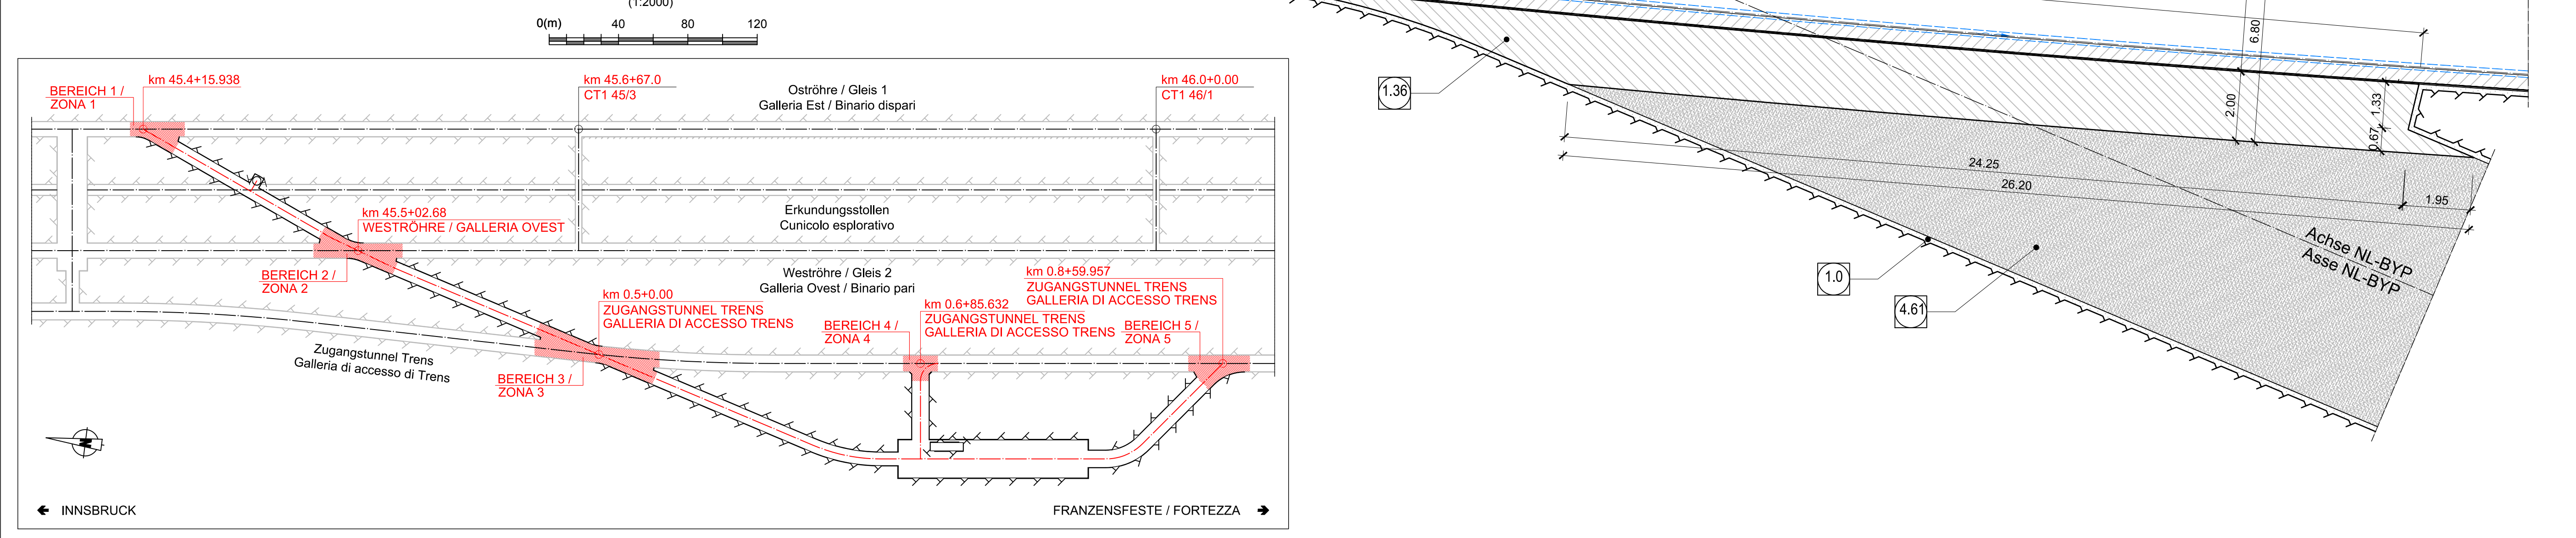 (1:2000)
0(m) 40 80 120
BEREICH 1 /
ZONA 1
km 45.4+15.938
km 45.6+67.0
CT1 45/3
Oströhre / Gleis 1
Galleria Est / Binario dispari
km 46.0+0.00
CT1 46/1
km 45.5+02.68
WESTRÖHRE / GALLERIA OVEST
Erkundungsstollen
Cunicolo esplorativo
BEREICH 2 /
ZONA 2
Weströhre / Gleis 2
Galleria Ovest / Binario pari
km 0.5+0.00
ZUGANGSTUNNEL TRENS
GALLERIA DI ACCESSO TRENS
km 0.8+59.957
ZUGANGSTUNNEL TRENS
GALLERIA DI ACCESSO TRENS
km 0.6+85.632
ZUGANGSTUNNEL TRENS
GALLERIA DI ACCESSO TRENS
BEREICH 4 /
ZONA 4
BEREICH 5 /
ZONA 5
Zugangstunnel Trens
Galleria di accesso di Trens
BEREICH 3 /
ZONA 3
N
INNSBRUCK
FRANZENSFESTE / FORTEZZA
1.36
6.80
2.00
1.33
0.67
24.25
26.20
1.95
Achse NL-BYP
Asse NL-BYP
1.0
4.61